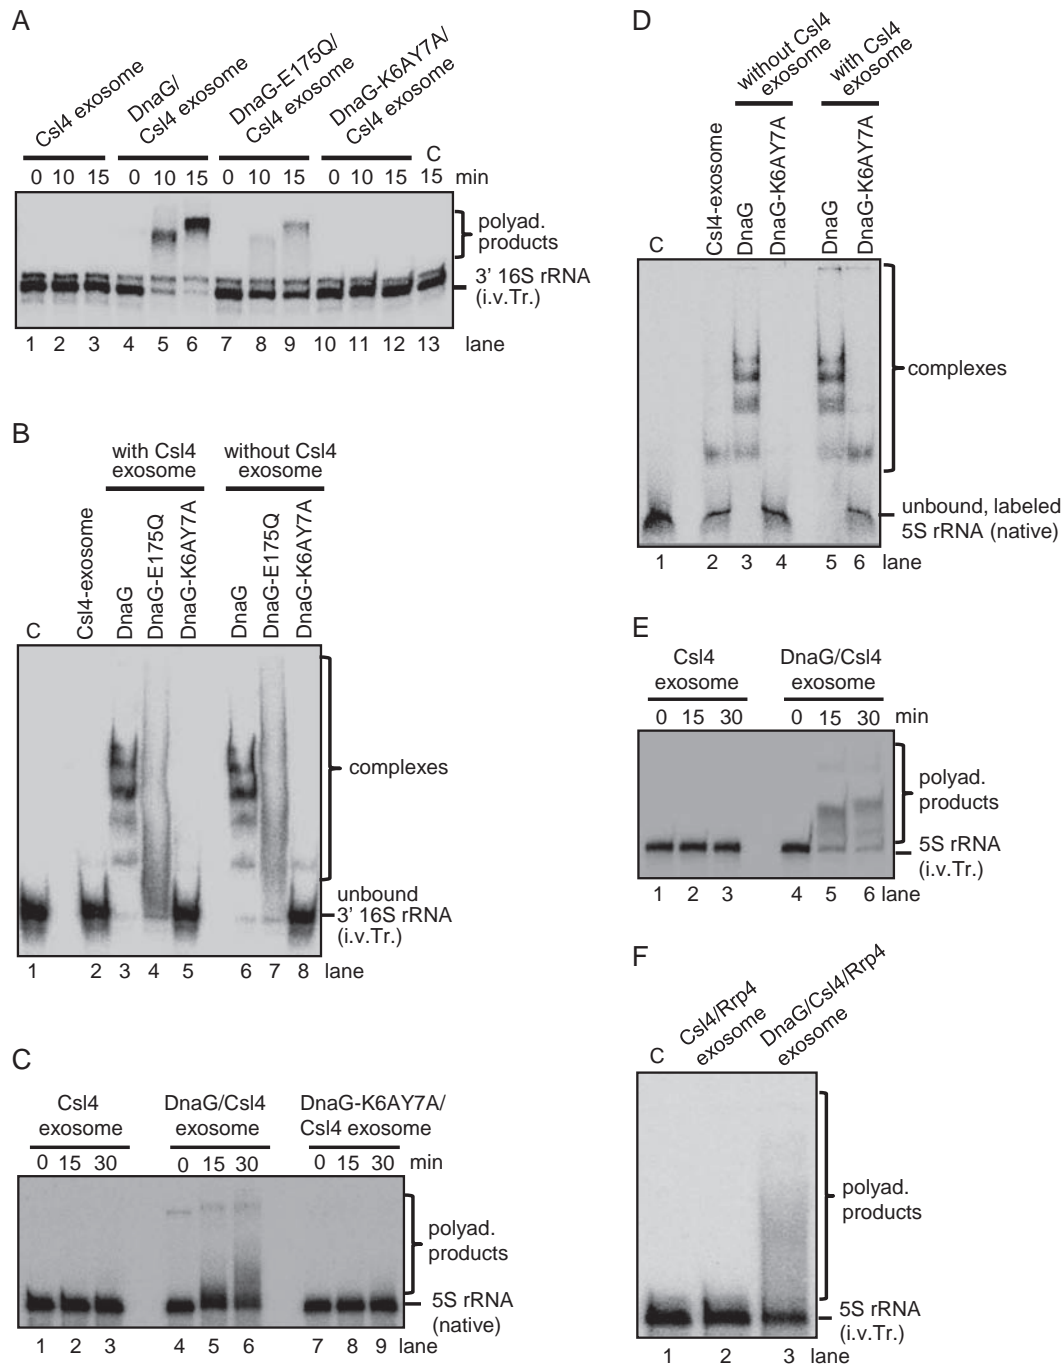 A
Csl4 exosome
DnaG/
Csl4 exosome
DnaG-E175Q/
Csl4 exosome
DnaG-K6AY7A/
Csl4 exosome
C
0 10 15 0 10 15 0 10 15 0 10 15 15 min
polyad.
products
3' 16S rRNA
(i.v.Tr.)
1 2 3 4 5 6 7 8 9 10 11 12 13 lane
B
with Csl4
exosome
without Csl4
exosome
C
Csl4-exosome
DnaG
DnaG-E175Q
DnaG-K6AY7A
DnaG
DnaG-E175Q
DnaG-K6AY7A
complexes
unbound
3' 16S rRNA
(i.v.Tr.)
1 2 3 4 5 6 7 8 lane
C
Csl4
exosome
DnaG/Csl4
exosome
DnaG-K6AY7A/
Csl4 exosome
0 15 30 0 15 30 0 15 30 min
polyad.
products
5S rRNA
(native)
1 2 3 4 5 6 7 8 9 lane
D
without Csl4
exosome
with Csl4
exosome
C
Csl4-exosome
DnaG
DnaG-K6AY7A
DnaG
DnaG-K6AY7A
complexes
unbound, labeled
5S rRNA (native)
1 2 3 4 5 6 lane
E
Csl4
exosome
DnaG/Csl4
exosome
0 15 30 0 15 30 min
polyad.
products
5S rRNA
(i.v.Tr.)
1 2 3 4 5 6 lane
F
C
Csl4/Rrp4
exosome
DnaG/Csl4/Rrp4
exosome
polyad.
products
5S rRNA
(i.v.Tr.)
1 2 3 lane